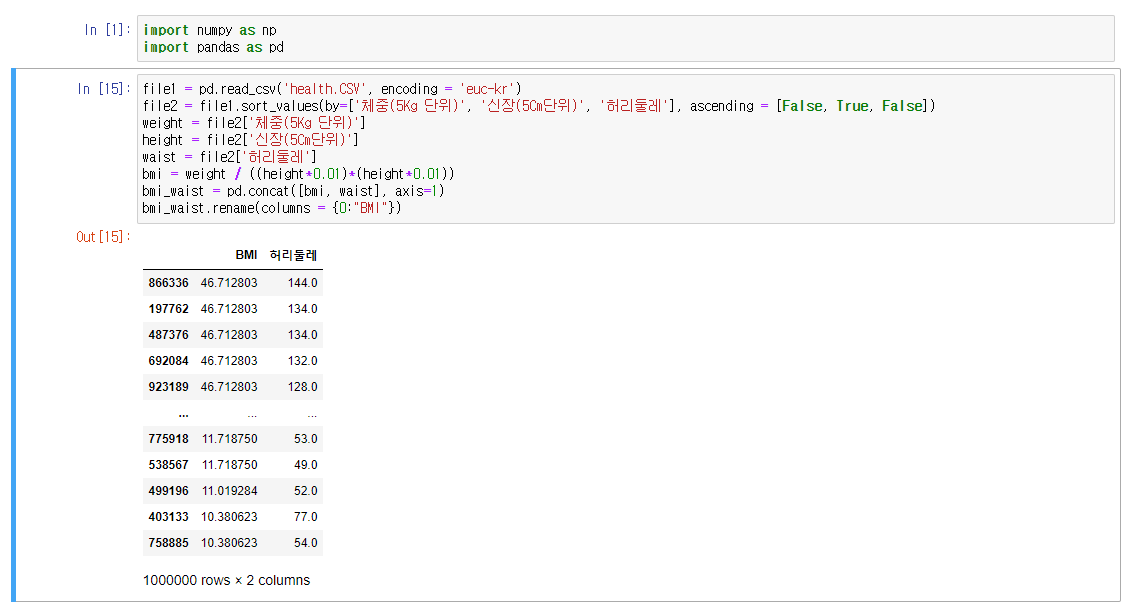 In [1]: import numpy as np
import pandas as pd
In [15]: file1 = pd.read_csv('health.CSV', encoding = 'euc-kr')
file2 = file1.sort_values(by=['체중(5Kg 단위)', '신장(5Cm단위)', '허리둘레'], ascending = [False, True, False])
weight = file2['체중(5Kg 단위)']
height = file2['신장(5Cm단위)']
waist = file2['허리둘레']
bmi = weight / ((height*0.01)*(height*0.01))
bmi_waist = pd.concat([bmi, waist], axis=1)
bmi_waist.rename(columns = {0:"BMI"})
Out[15]:
BMI 허리둘레
866336 46.712803 144.0
197762 46.712803 134.0
487376 46.712803 134.0
692084 46.712803 132.0
923189 46.712803 128.0
... ... ...
775918 11.718750 53.0
538567 11.718750 49.0
499196 11.019284 52.0
403133 10.380623 77.0
758885 10.380623 54.0
1000000 rows × 2 columns